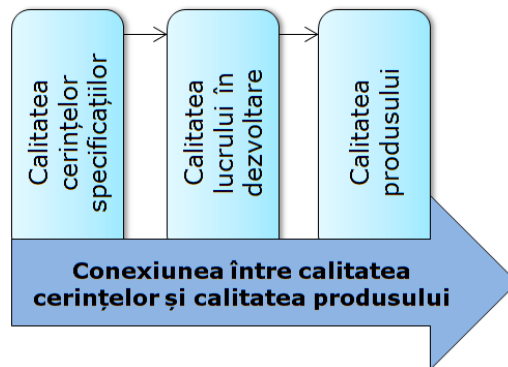 Calitatea
cerințelor
specificațiilor
Calitatea
lucrului în
dezvoltare
Calitatea
produsului
Conexiunea între calitatea
cerințelor și calitatea produsului